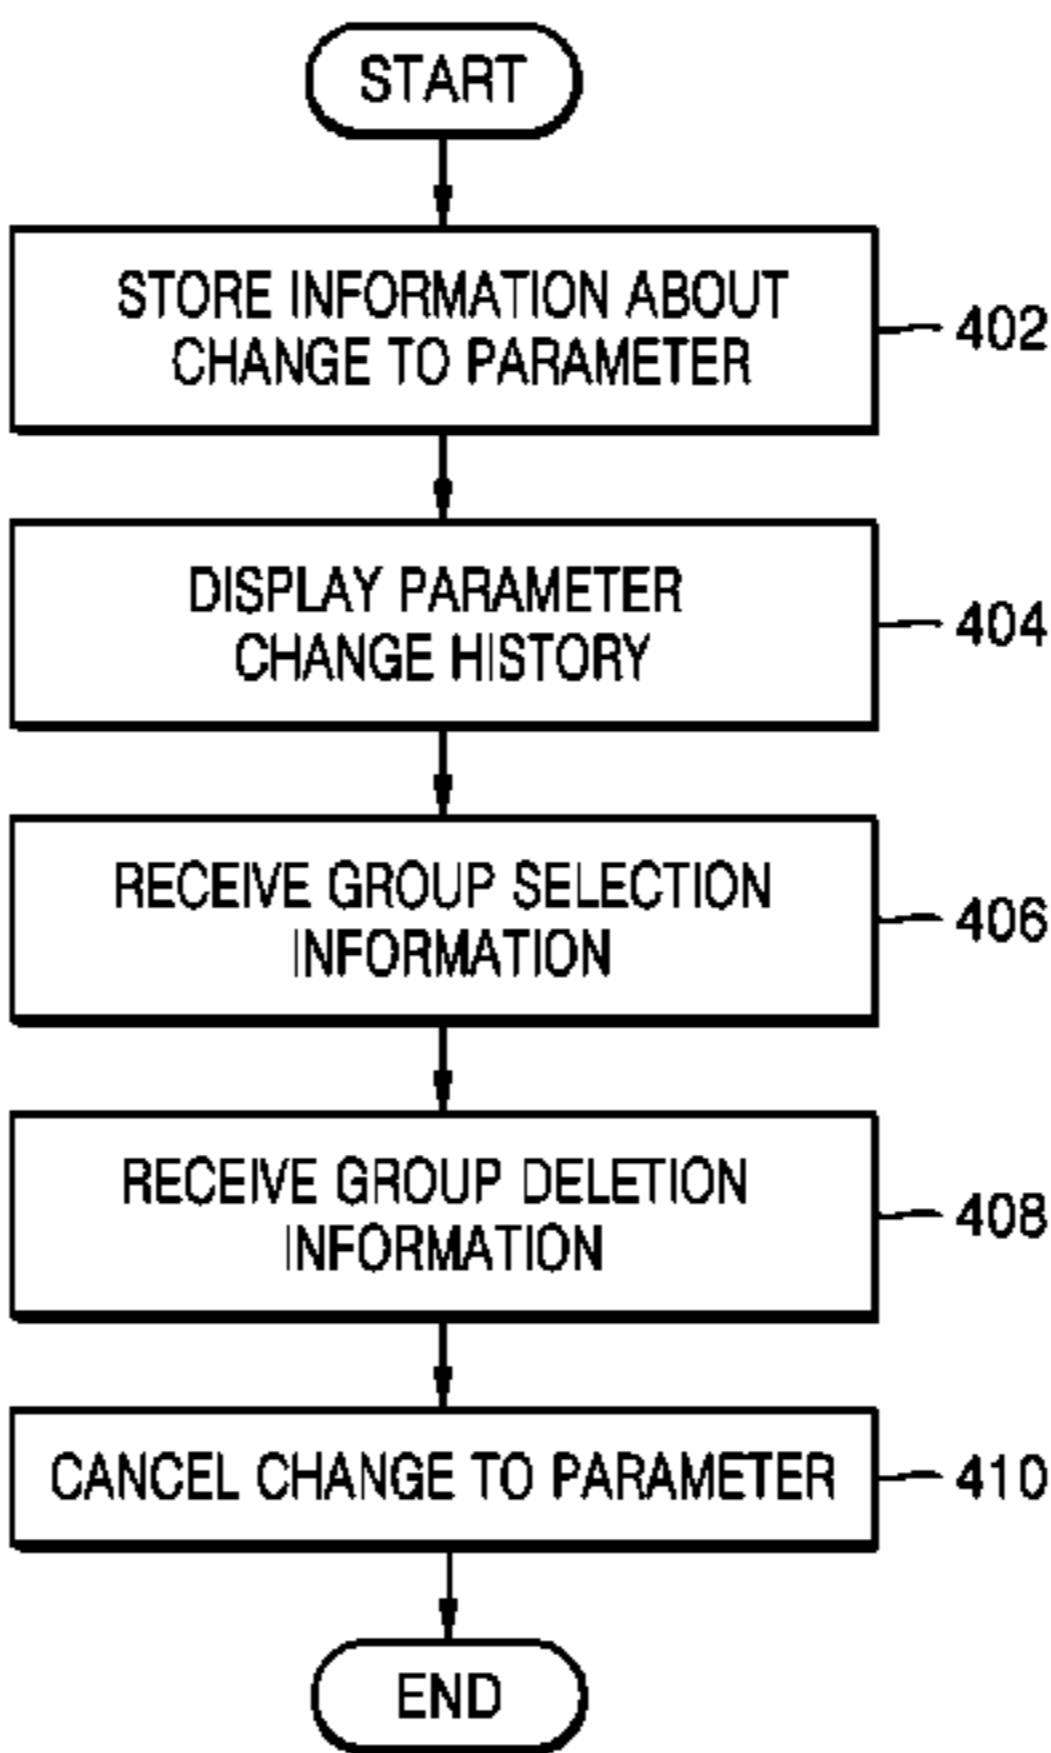 START
STORE INFORMATION ABOUT
CHANGE TO PARAMETER
402
DISPLAY PARAMETER
CHANGE HISTORY
404
RECEIVE GROUP SELECTION
INFORMATION
406
RECEIVE GROUP DELETION
INFORMATION
408
CANCEL CHANGE TO PARAMETER
410
END